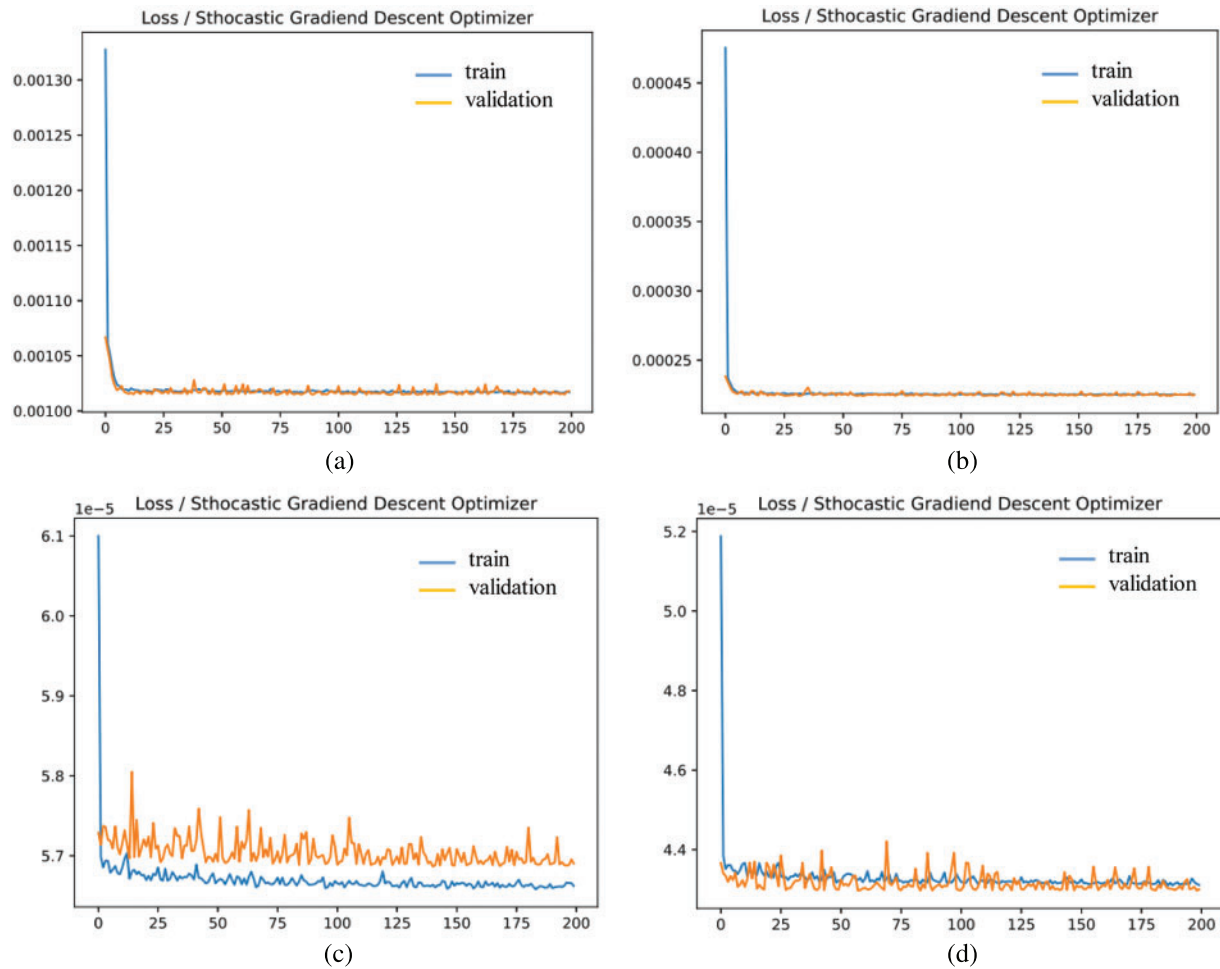 Loss / Sthocastic Gradiend Descent Optimizer
train
validation
0.00130
0.00125
0.00120
0.00115
0.00110
0.00105
0.00100
0 25 50 75 100 125 150 175 200
(a)
Loss / Sthocastic Gradiend Descent Optimizer
train
validation
0.00045
0.00040
0.00035
0.00030
0.00025
0 25 50 75 100 125 150 175 200
(b)
Loss / Sthocastic Gradiend Descent Optimizer
1e−5
train
validation
6.1
6.0
5.9
5.8
5.7
0 25 50 75 100 125 150 175 200
(c)
Loss / Sthocastic Gradiend Descent Optimizer
1e−5
train
validation
5.2
5.0
4.8
4.6
4.4
0 25 50 75 100 125 150 175 200
(d)